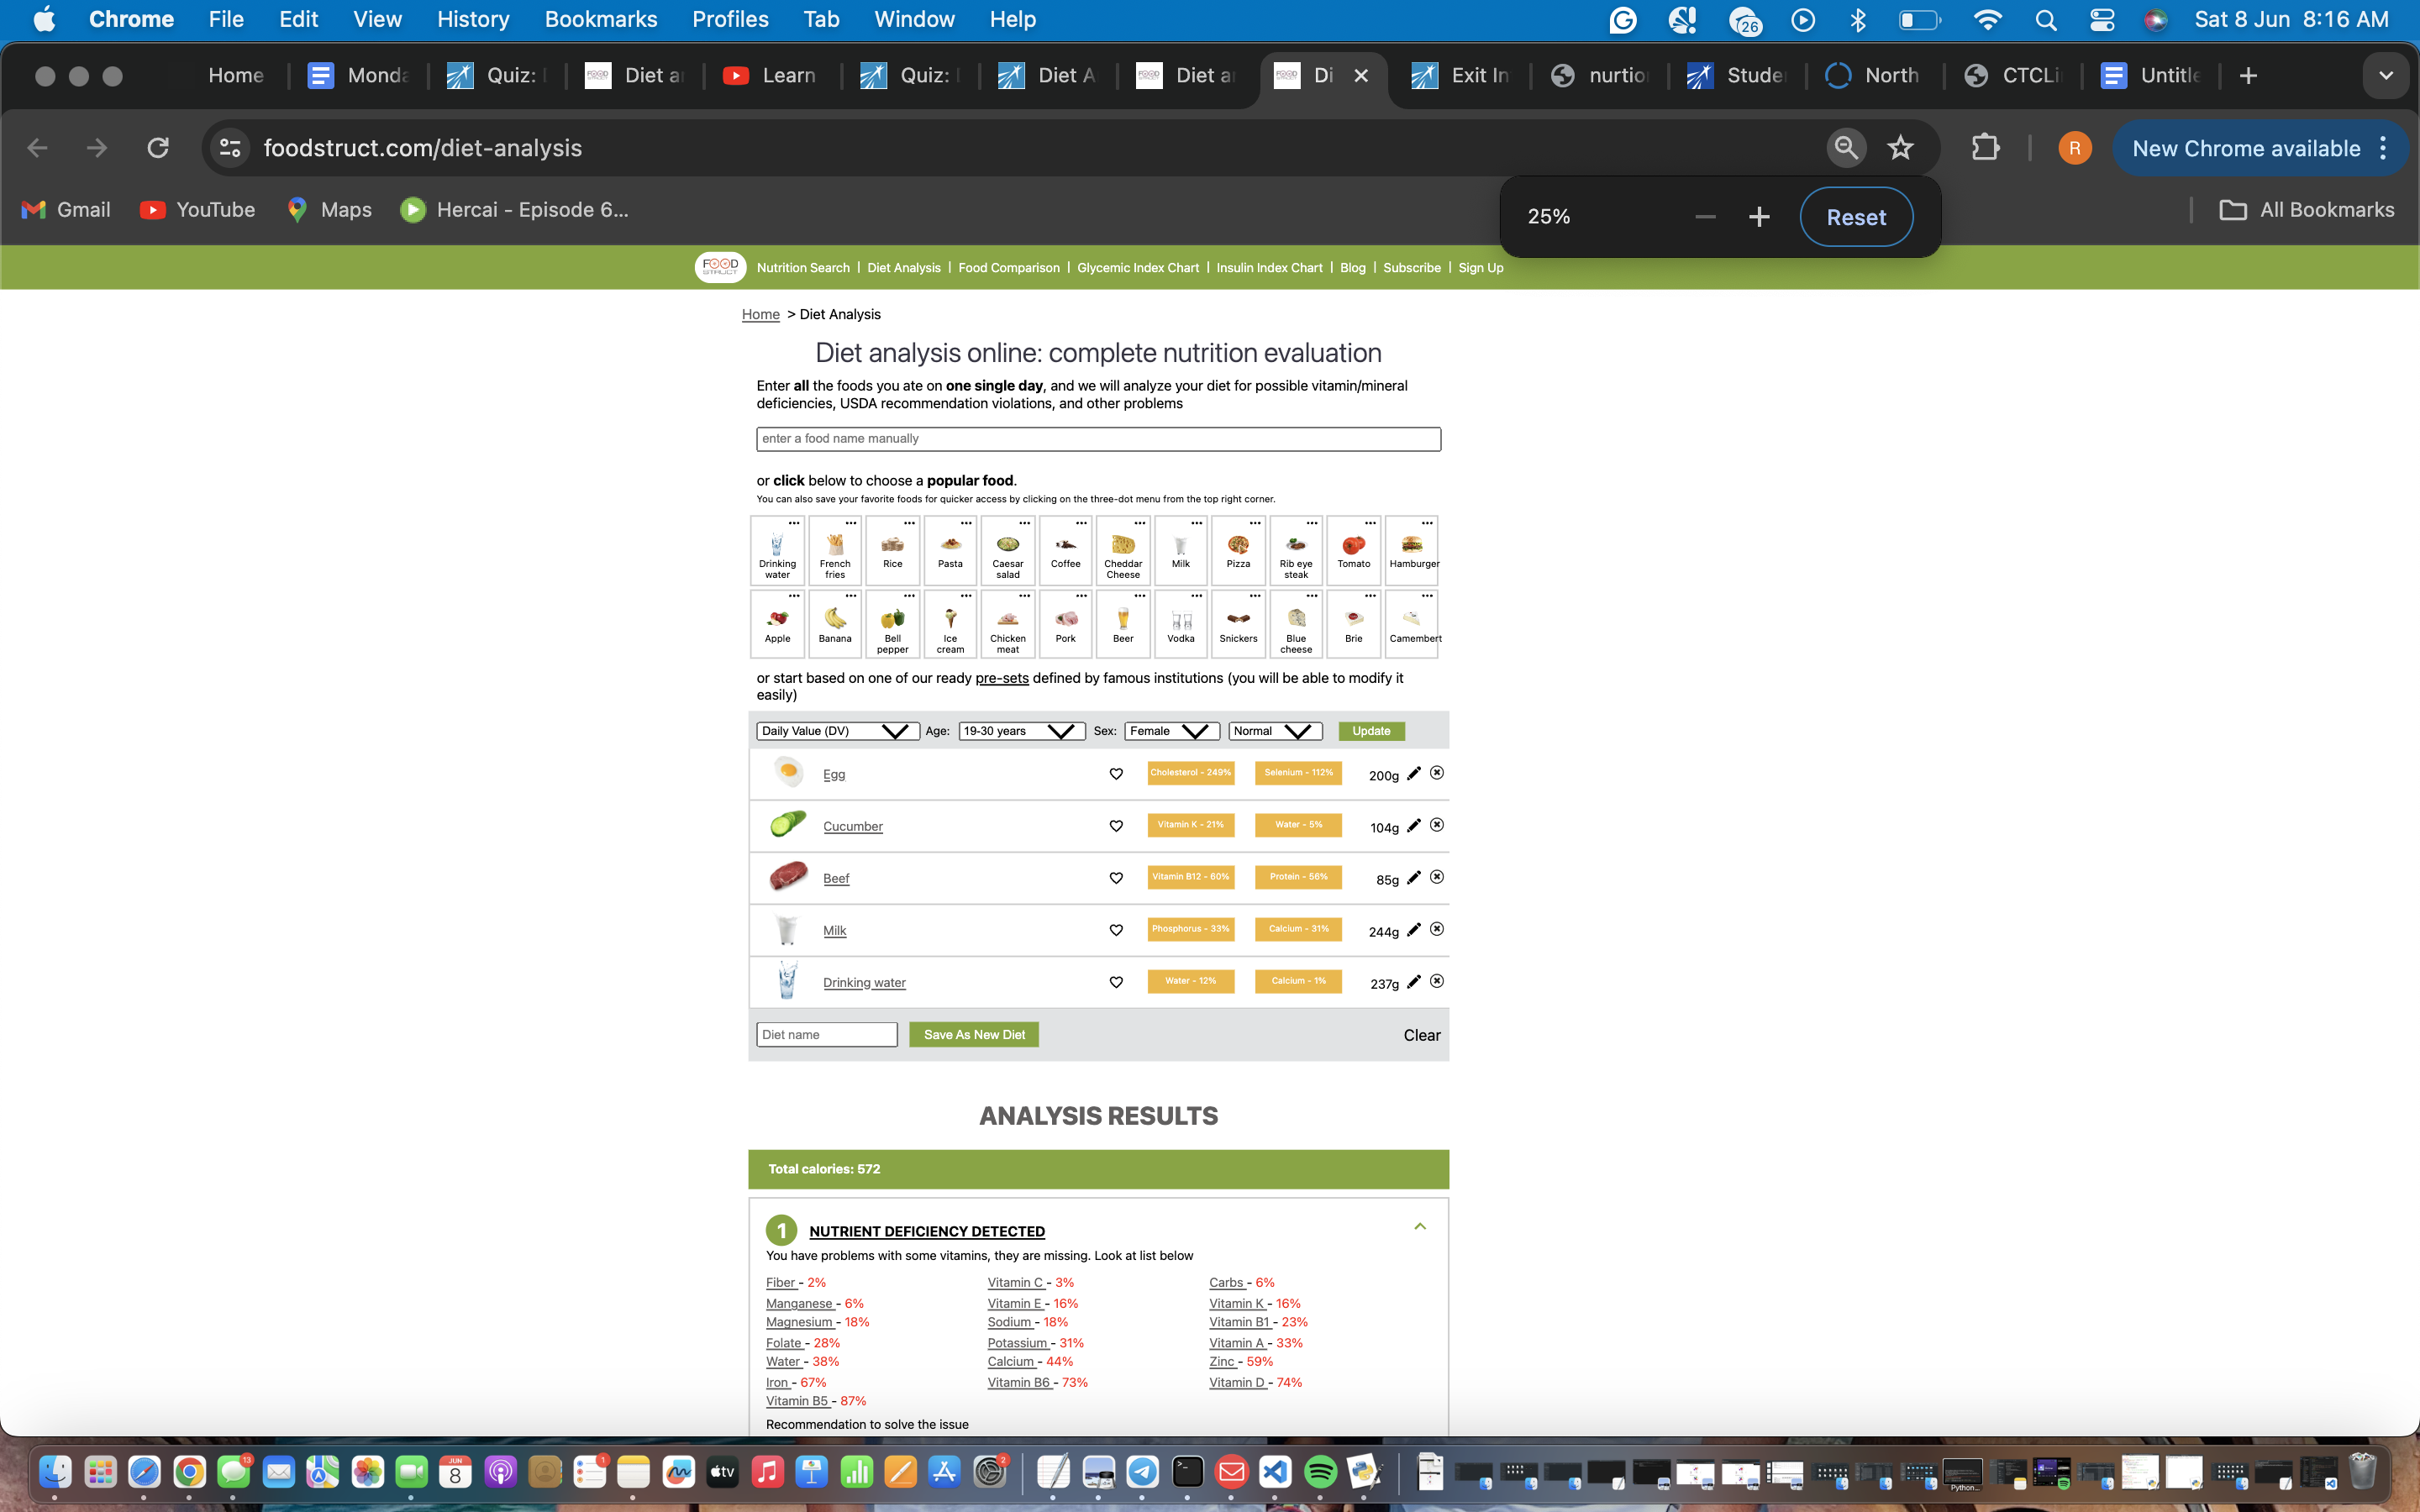 Chrome File Edit View History Bookmarks Profiles Tab Window Help 26 Sat 8 Jun 8:16 AM
Home Monda Quiz: Diet a Learn Quiz: Diet A Diet a Di Exit In nurtio Stude North CTCLi Untitle
foodstruct.com/diet-analysis R New Chrome available
Gmail YouTube Maps Hercai - Episode 6... All Bookmarks
25% Reset
FOOD STRUCT Nutrition Search | Diet Analysis | Food Comparison | Glycemic Index Chart | Insulin Index Chart | Blog | Subscribe | Sign Up
Home > Diet Analysis
Diet analysis online: complete nutrition evaluation
Enter all the foods you ate on one single day, and we will analyze your diet for possible vitamin/mineral
deficiencies, USDA recommendation violations, and other problems
enter a food name manually
or click below to choose a popular food.
You can also save your favorite foods for quicker access by clicking on the three-dot menu from the top right corner.
Drinking water French fries Rice Pasta Caesar salad Coffee Cheddar Cheese Milk Pizza Rib eye steak Tomato Hamburger
Apple Banana Bell pepper Ice cream Chicken meat Pork Beer Vodka Snickers Blue cheese Brie Camembert
or start based on one of our ready pre-sets defined by famous institutions (you will be able to modify it
easily)
Daily Value (DV) Age: 19-30 years Sex: Female Normal Update
Egg Cholesterol - 249% Selenium - 112% 200g
Cucumber Vitamin K - 21% Water - 5% 104g
Beef Vitamin B12 - 60% Protein - 56% 85g
Milk Phosphorus - 33% Calcium - 31% 244g
Drinking water Water - 12% Calcium - 1% 237g
Diet name Save As New Diet Clear
ANALYSIS RESULTS
Total calories: 572
1 NUTRIENT DEFICIENCY DETECTED
You have problems with some vitamins, they are missing. Look at list below
Fiber - 2% Vitamin C - 3% Carbs - 6%
Manganese - 6% Vitamin E - 16% Vitamin K - 16%
Magnesium - 18% Sodium - 18% Vitamin B1 - 23%
Folate - 28% Potassium - 31% Vitamin A - 33%
Water - 38% Calcium - 44% Zinc - 59%
Iron - 67% Vitamin B6 - 73% Vitamin D - 74%
Vitamin B5 - 87%
Recommendation to solve the issue
13 JUN 8 1 tv 2 Python...